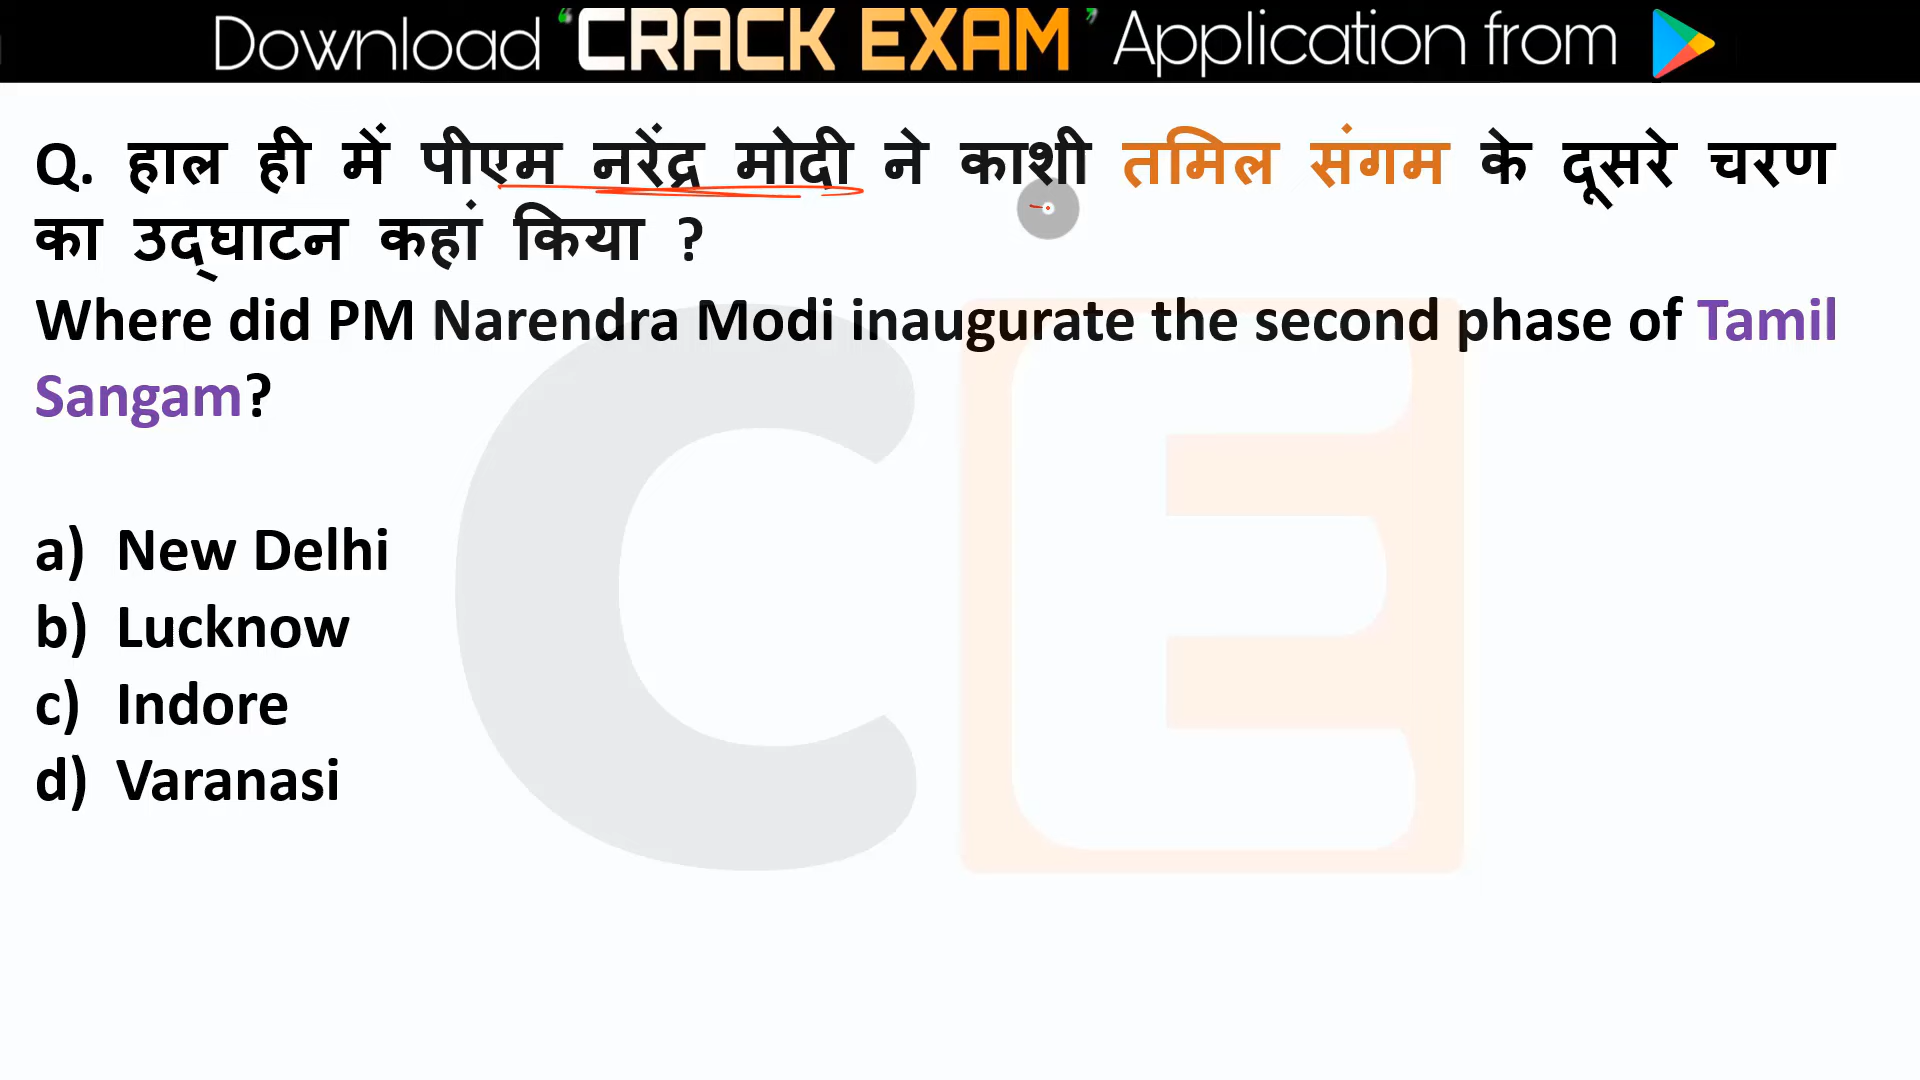 Download ‘CRACK EXAM’ Application from
Q. हाल ही में पीएम नरेंद्र मोदी ने काशी तमिल संगम के दूसरे चरण
का उद्घाटन कहां किया ?
Where did PM Narendra Modi inaugurate the second phase of Tamil
Sangam?
a) New Delhi
b) Lucknow
c) Indore
d) Varanasi
CE